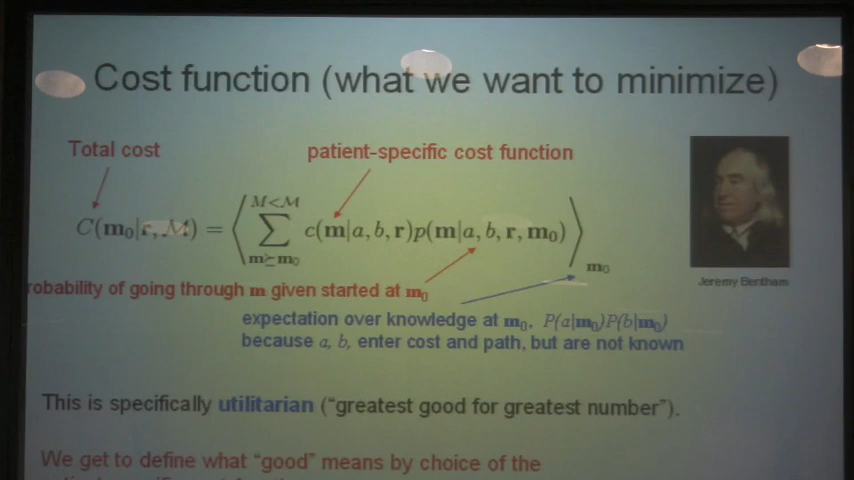 Cost function (what we want to minimize)
Total cost
patient-specific cost function
C(m₀|r, ℳ) = ⟨ ∑ c(m|a, b, r)p(m|a, b, r, m₀) ⟩
M<ℳ
m≽m₀
m₀
Jeremy Bentham
robability of going through m given started at m₀
expectation over knowledge at m₀, P(a|m₀)P(b|m₀)
because a, b, enter cost and path, but are not known
This is specifically utilitarian (“greatest good for greatest number”).
We get to define what “good” means by choice of the